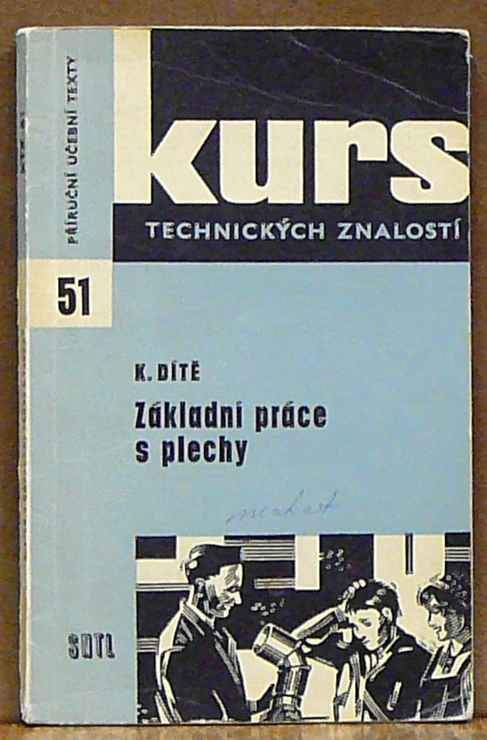 PŘÍRUČNÍ UČEBNÍ TEXTY
kurs
TECHNICKÝCH ZNALOSTÍ
51
K. DÍTĚ
Základní práce
s plechy
SNTL